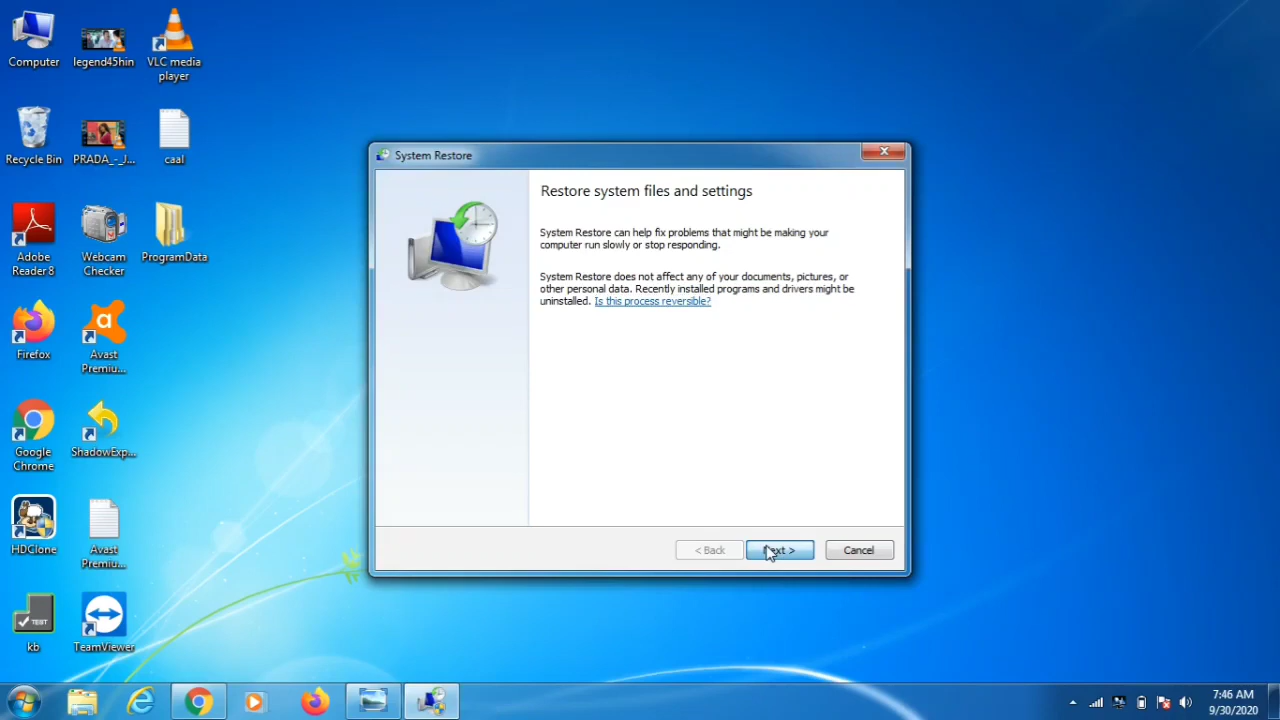 Computer
legend45hin
VLC media
player
Recycle Bin
PRADA_-_J...
caal
Adobe
Reader 8
Webcam
Checker
ProgramData
Firefox
Avast
Premiu...
Google
Chrome
ShadowExp...
HDClone
Avast
Premiu...
TEST
kb
TeamViewer
System Restore
Restore system files and settings
System Restore can help fix problems that might be making your
computer run slowly or stop responding.
System Restore does not affect any of your documents, pictures, or
other personal data. Recently installed programs and drivers might be
uninstalled. Is this process reversible?
< Back
Next >
Cancel
7:46 AM
9/30/2020